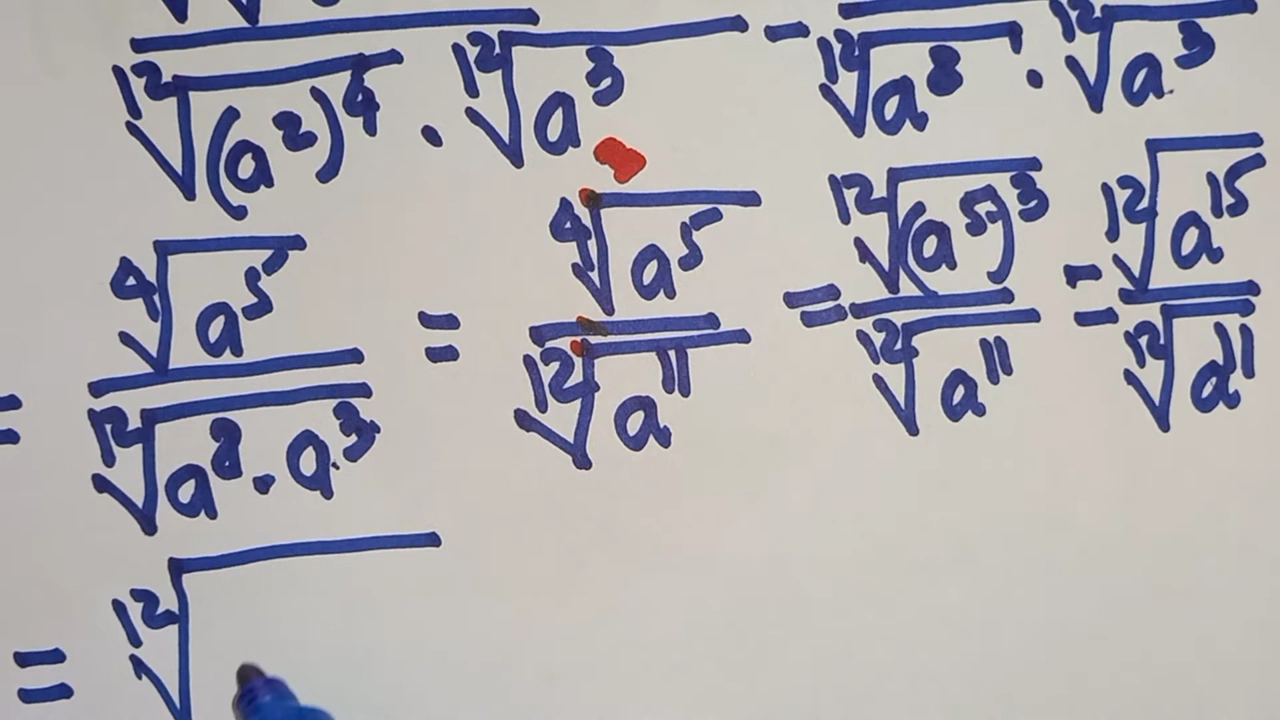 ¹²√(a²)⁴ · ¹²√a³ = ¹²√a⁸ · ¹²√a³
= ⁴√a⁵ / ¹²√a⁸·a³ = ⁴√a⁵ / ¹²√a¹¹ = ¹²√(a⁵)³ / ¹²√a¹¹ = ¹²√a¹⁵ / ¹²√a¹¹
= ¹²√